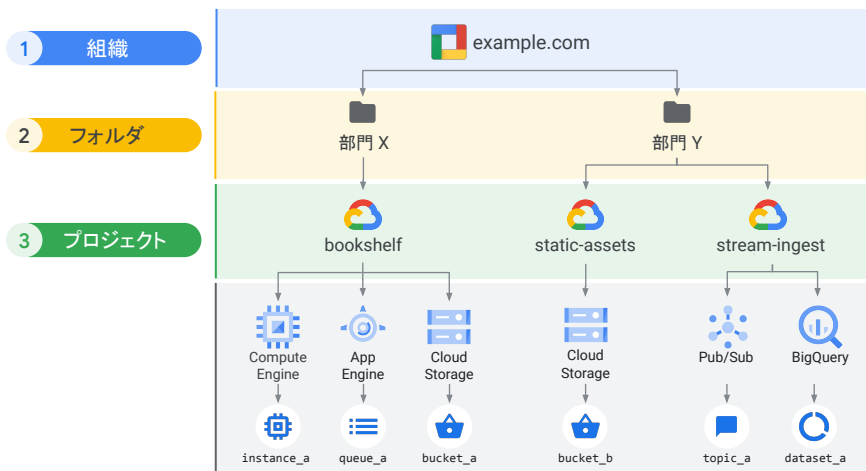 1 組織
example.com
2 フォルダ
部門 X
部門 Y
3 プロジェクト
bookshelf
static-assets
stream-ingest
Compute
Engine
App
Engine
Cloud
Storage
Cloud
Storage
Pub/Sub
BigQuery
instance_a
queue_a
bucket_a
bucket_b
topic_a
dataset_a